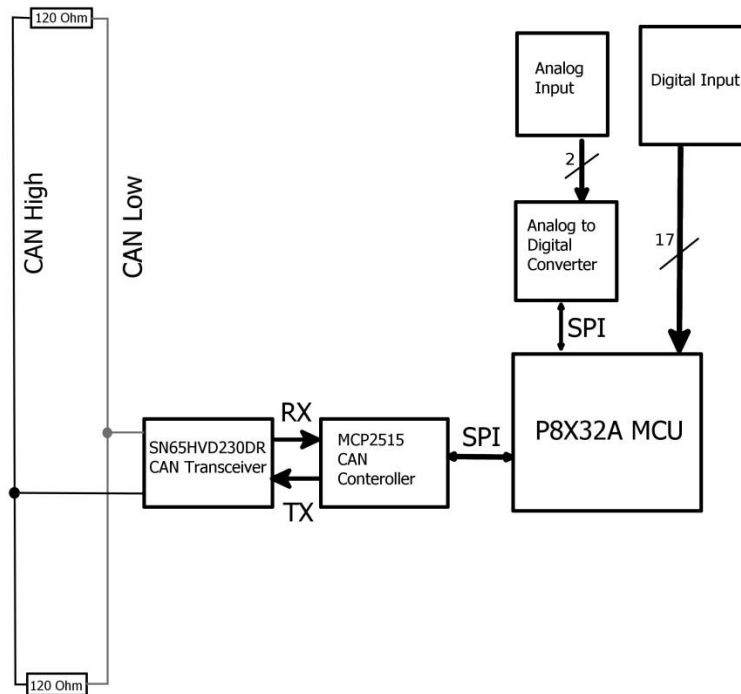 120 Ohm
Analog
Input
Digital Input
2
CAN High
CAN Low
Analog to
Digital
Converter
17
SPI
RX
SN65HVD230DR
CAN Transceiver
MCP2515
CAN
Conteroller
SPI
P8X32A MCU
TX
120 Ohm